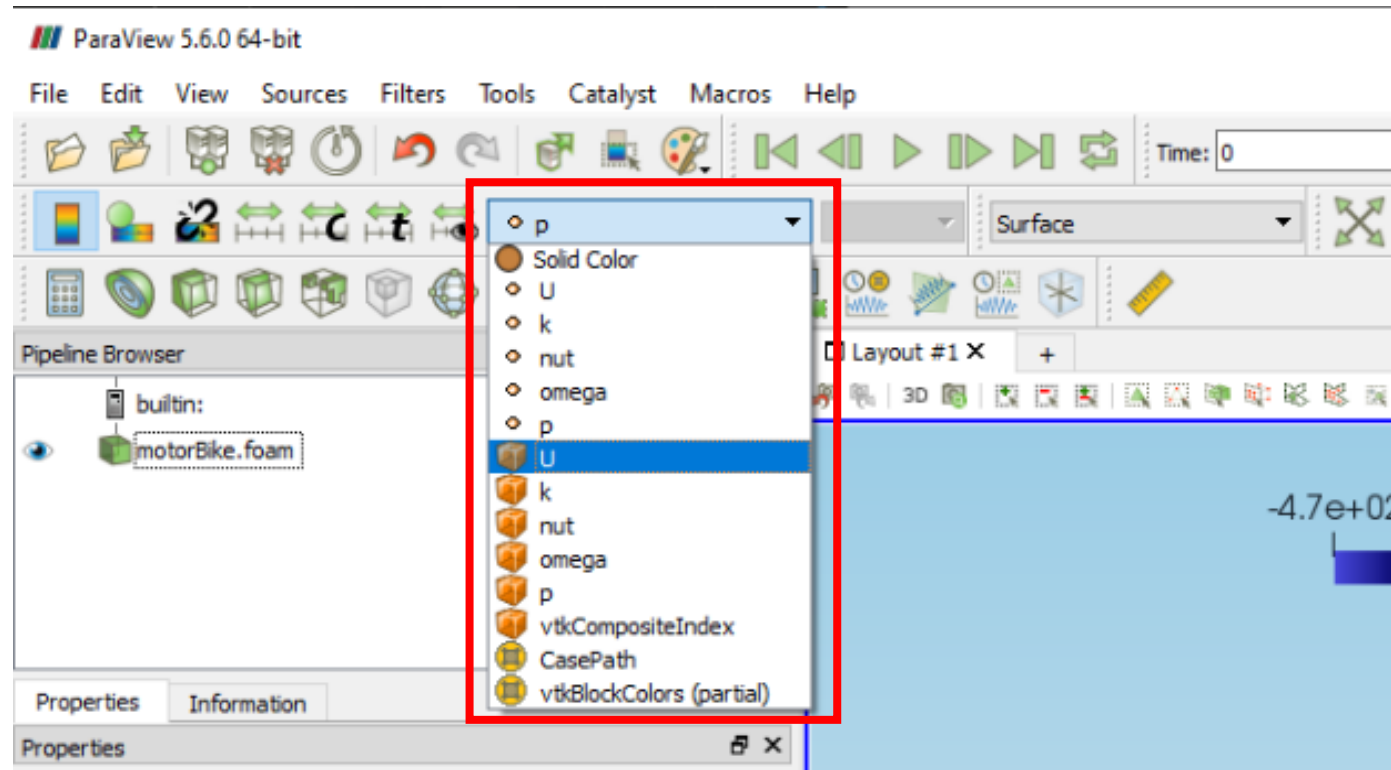 ParaView 5.6.0 64-bit
File Edit View Sources Filters Tools Catalyst Macros Help
Time: 0
p
Surface
Solid Color
U
k
nut
omega
p
U
k
nut
omega
p
vtkCompositeIndex
CasePath
vtkBlockColors (partial)
Pipeline Browser
builtin:
motorBike.foam
Layout #1 X +
3D
-4.7e+02
Properties Information
Properties